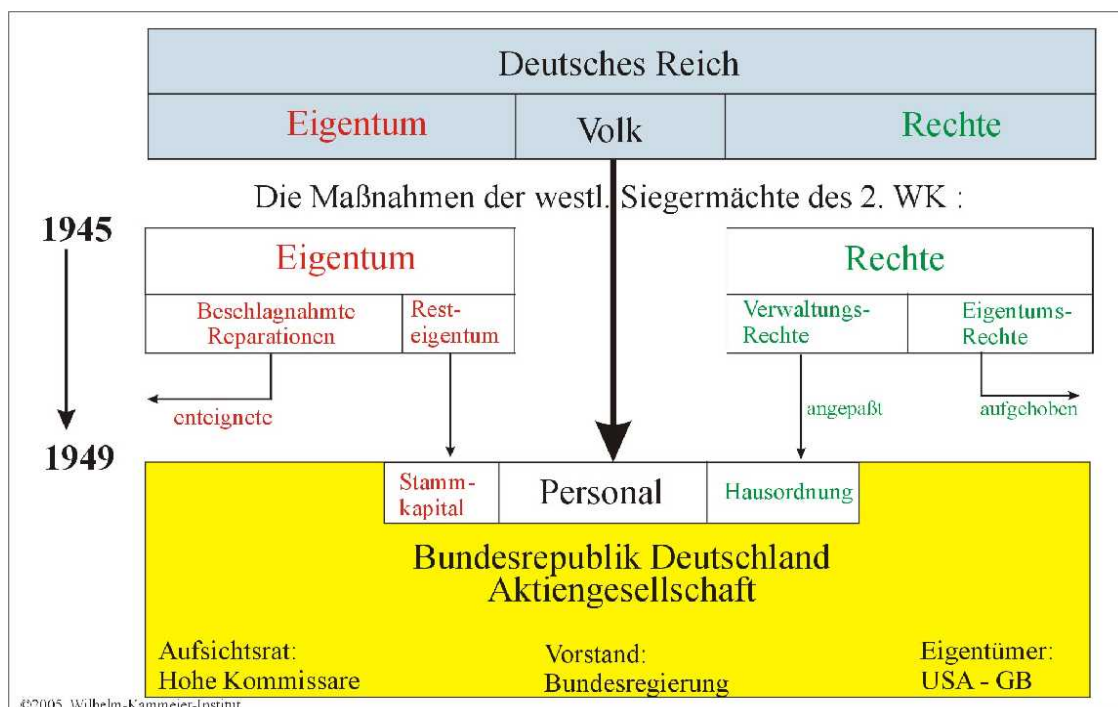 Deutsches Reich
Eigentum
Volk
Rechte
Die Maßnahmen der westl. Siegermächte des 2. WK :
1945
Eigentum
Rechte
Beschlagnahmte
Reparationen
Rest-
eigentum
Verwaltungs-
Rechte
Eigentums-
Rechte
enteignete
angepaßt
aufgehoben
1949
Stamm-
kapital
Personal
Hausordnung
Bundesrepublik Deutschland
Aktiengesellschaft
Aufsichtsrat:
Hohe Kommissare
Vorstand:
Bundesregierung
Eigentümer:
USA - GB
©2005 Wilhelm-Kammeier-Institut